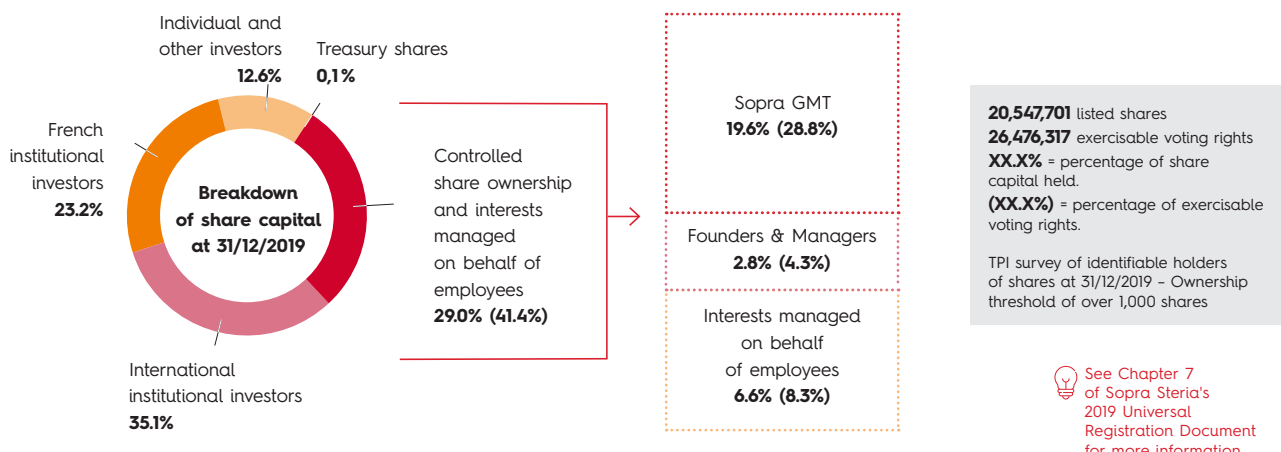 Individual and
other investors
12.6%
Treasury shares
0,1%
French
institutional
investors
23.2%
Breakdown
of share capital
at 31/12/2019
International
institutional investors
35.1%
Controlled
share ownership
and interests
managed
on behalf of
employees
29.0% (41.4%)
Sopra GMT
19.6% (28.8%)
Founders & Managers
2.8% (4.3%)
Interests managed
on behalf
of employees
6.6% (8.3%)
20,547,701 listed shares
26,476,317 exercisable voting rights
XX.X% = percentage of share
capital held.
(XX.X%) = percentage of exercisable
voting rights.
TPI survey of identifiable holders
of shares at 31/12/2019 – Ownership
threshold of over 1,000 shares
See Chapter 7
of Sopra Steria's
2019 Universal
Registration Document
for more information